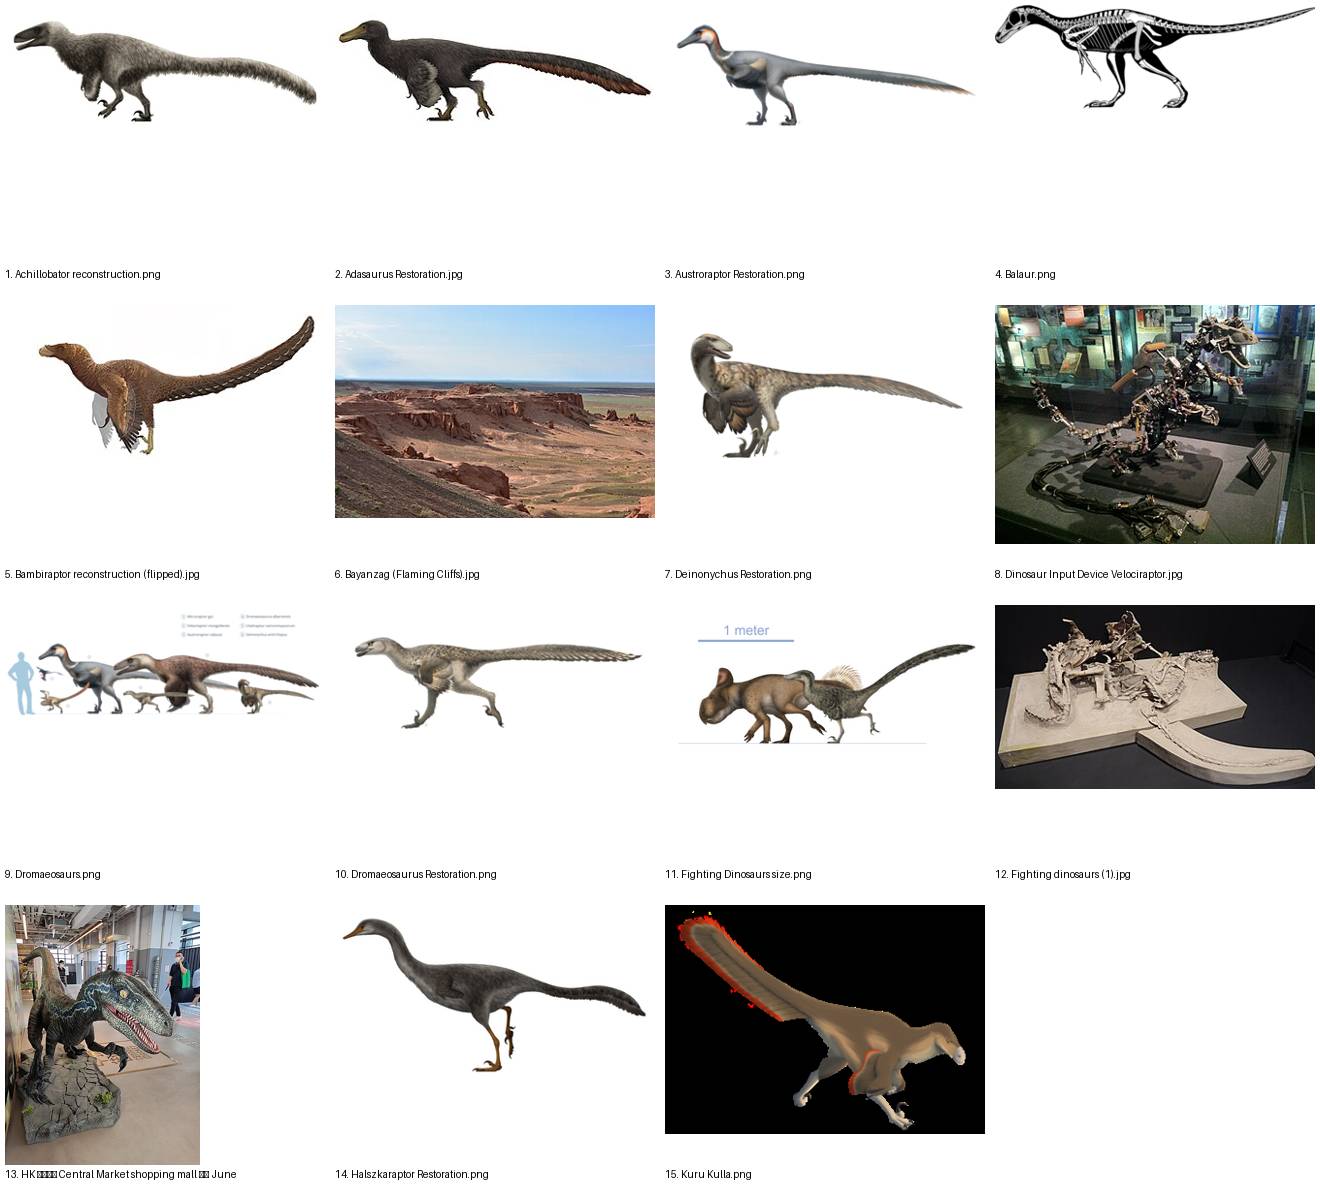 1. Achillobator reconstruction.png
2. Adasaurus Restoration.jpg
3. Austroraptor Restoration.png
4. Balaur.png
5. Bambiraptor reconstruction (flipped).jpg
6. Bayanzag (Flaming Cliffs).jpg
7. Deinonychus Restoration.png
8. Dinosaur Input Device Velociraptor.jpg
1 meter
9. Dromaeosaurs.png
10. Dromaeosaurus Restoration.png
11. Fighting Dinosaurs size.png
12. Fighting dinosaurs (1).jpg
13. HK Central Market shopping mall June
14. Halszkaraptor Restoration.png
15. Kuru Kulla.png